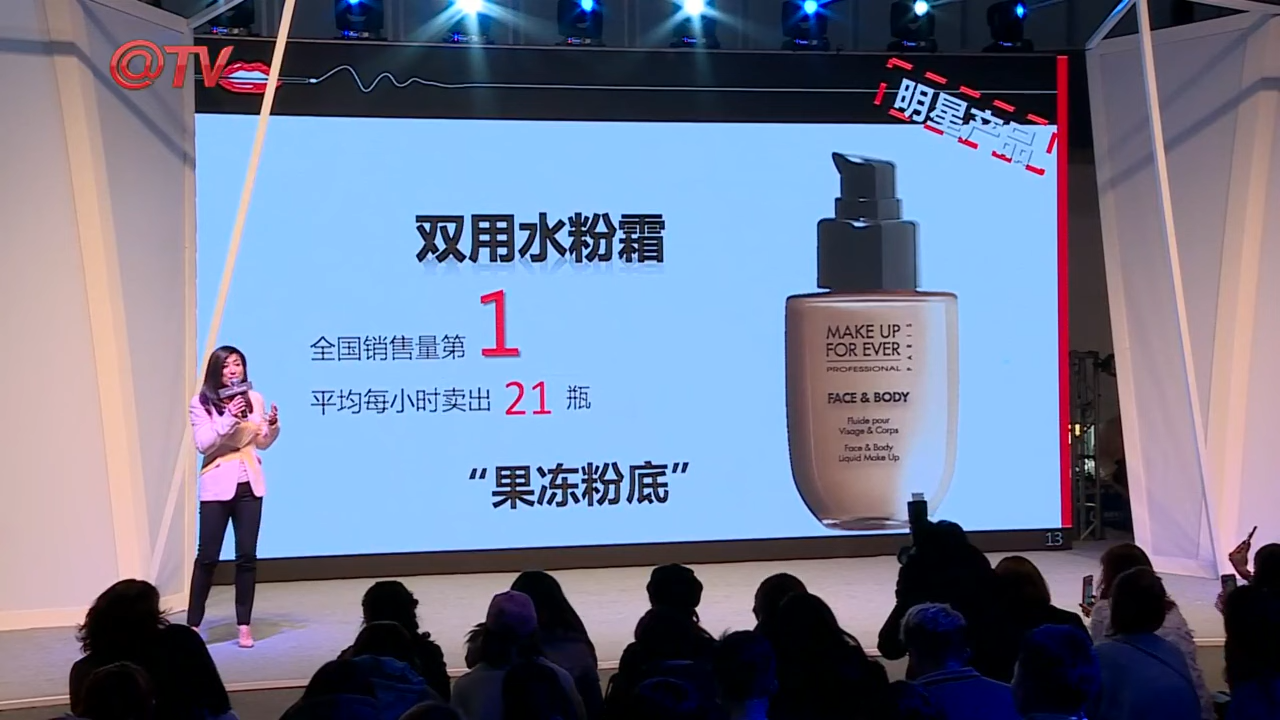 @TV
明星产品
双用水粉霜
全国销售量第 1
平均每小时卖出 21 瓶
“果冻粉底”
MAKE UP
FOR EVER
PROFESSIONAL
PARIS
FACE & BODY
Fluide pour
Visage & Corps
Face & Body
Liquid Make Up
13